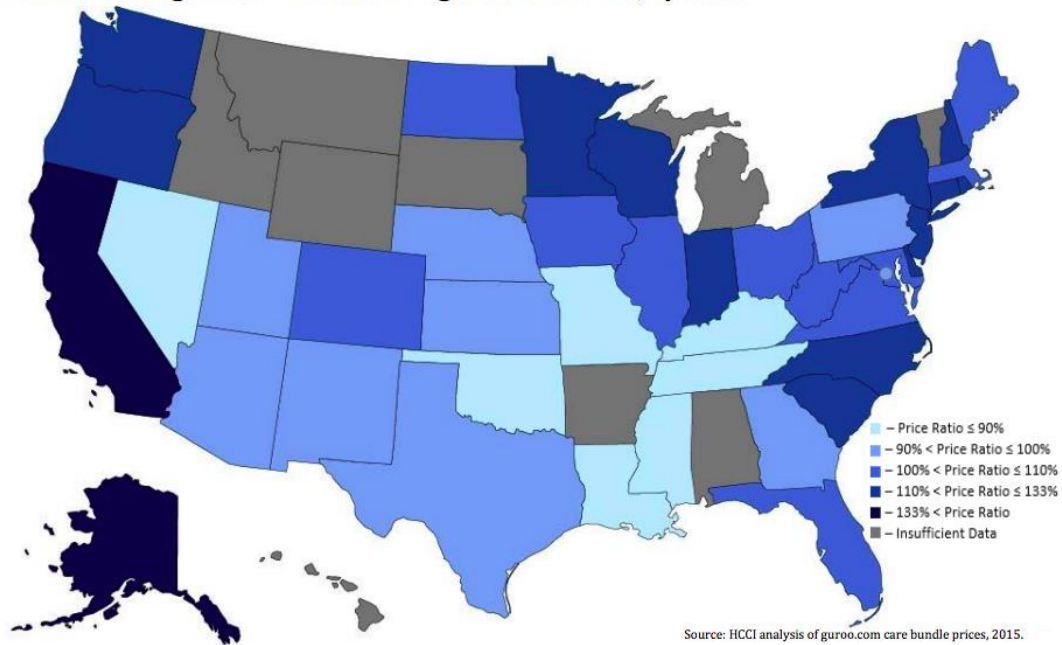 – Price Ratio ≤ 90%
– 90% < Price Ratio ≤ 100%
– 100% < Price Ratio ≤ 110%
– 110% < Price Ratio ≤ 133%
– 133% < Price Ratio
– Insufficient Data
Source: HCCI analysis of guroo.com care bundle prices, 2015.